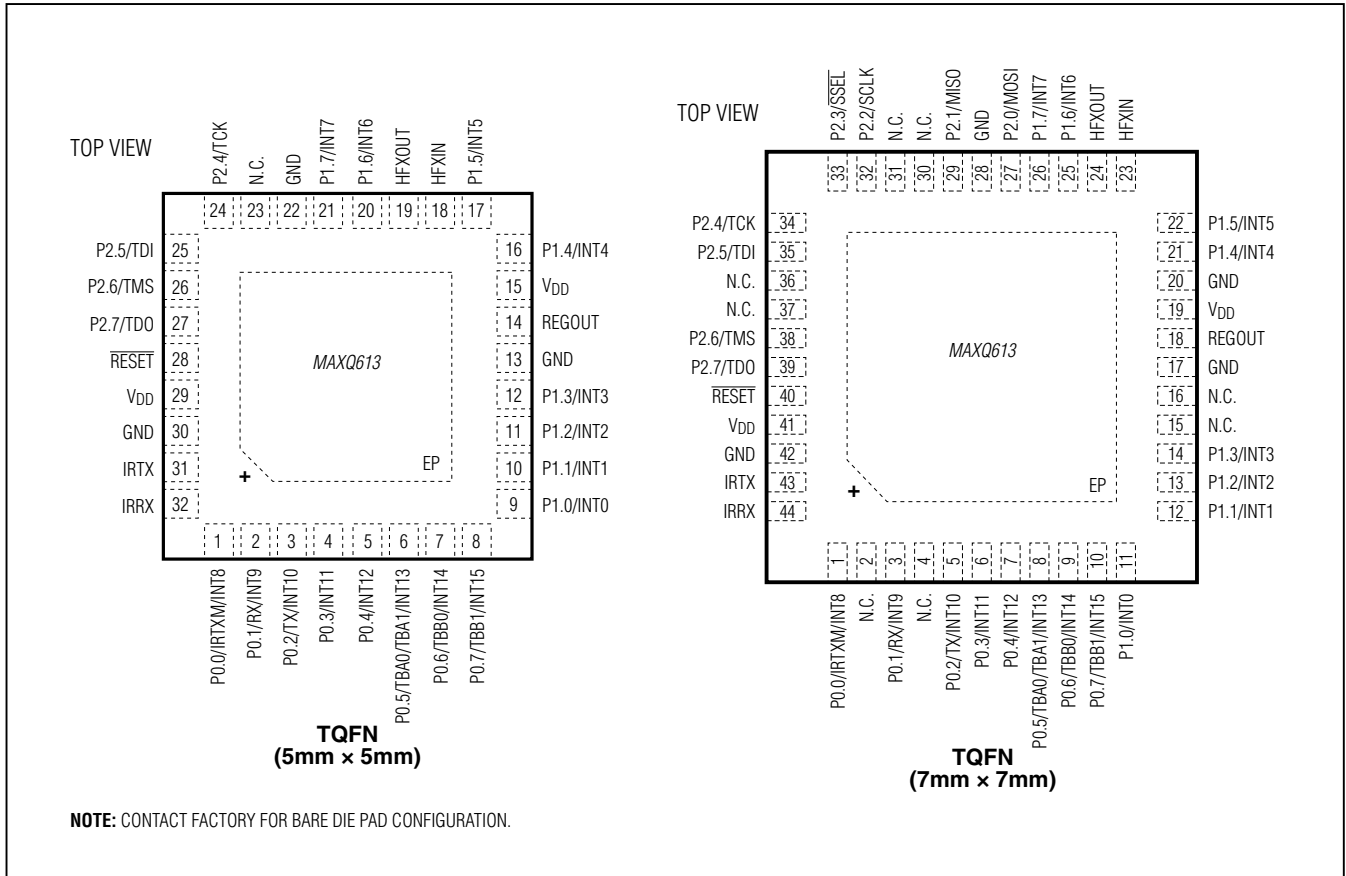 TOP VIEW
P2.4/TCK
N.C.
GND
P1.7/INT7
P1.6/INT6
HFXOUT
HFXIN
P1.5/INT5
24 23 22 21 20 19 18 17
P2.5/TDI 25
P2.6/TMS 26
P2.7/TDO 27
RESET 28
VDD 29
GND 30
IRTX 31
IRRX 32
16 P1.4/INT4
15 VDD
14 REGOUT
13 GND
12 P1.3/INT3
11 P1.2/INT2
10 P1.1/INT1
9 P1.0/INT0
MAXQ613
EP
+
1 2 3 4 5 6 7 8
P0.0/IRTXM/INT8
P0.1/RX/INT9
P0.2/TX/INT10
P0.3/INT11
P0.4/INT12
P0.5/TBA0/TBA1/INT13
P0.6/TBB0/INT14
P0.7/TBB1/INT15
TQFN
(5mm × 5mm)
TOP VIEW
P2.3/SSEL
P2.2/SCLK
N.C.
N.C.
P2.1/MISO
GND
P2.0/MOSI
P1.7/INT7
P1.6/INT6
HFXOUT
HFXIN
33 32 31 30 29 28 27 26 25 24 23
P2.4/TCK 34
P2.5/TDI 35
N.C. 36
N.C. 37
P2.6/TMS 38
P2.7/TDO 39
RESET 40
VDD 41
GND 42
IRTX 43
IRRX 44
22 P1.5/INT5
21 P1.4/INT4
20 GND
19 VDD
18 REGOUT
17 GND
16 N.C.
15 N.C.
14 P1.3/INT3
13 P1.2/INT2
12 P1.1/INT1
MAXQ613
EP
+
1 2 3 4 5 6 7 8 9 10 11
P0.0/IRTXM/INT8
N.C.
P0.1/RX/INT9
N.C.
P0.2/TX/INT10
P0.3/INT11
P0.4/INT12
P0.5/TBA0/TBA1/INT13
P0.6/TBB0/INT14
P0.7/TBB1/INT15
P1.0/INT0
TQFN
(7mm × 7mm)
NOTE: CONTACT FACTORY FOR BARE DIE PAD CONFIGURATION.